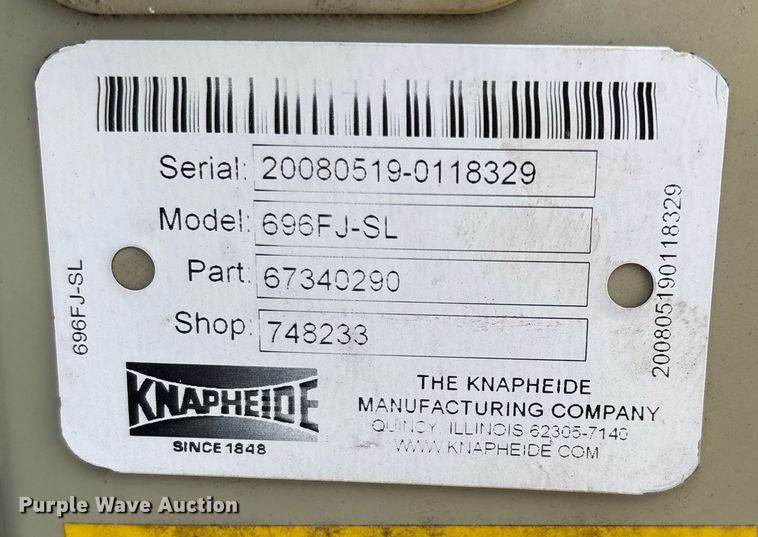 Serial: 20080519-0118329
Model: 696FJ-SL
Part: 67340290
Shop: 748233
696FJ-SL
200805190118329
KNAPHEIDE
SINCE 1848
THE KNAPHEIDE
MANUFACTURING COMPANY
QUINCY, ILLINOIS 62305-7140
WWW.KNAPHEIDE.COM
Purple Wave Auction